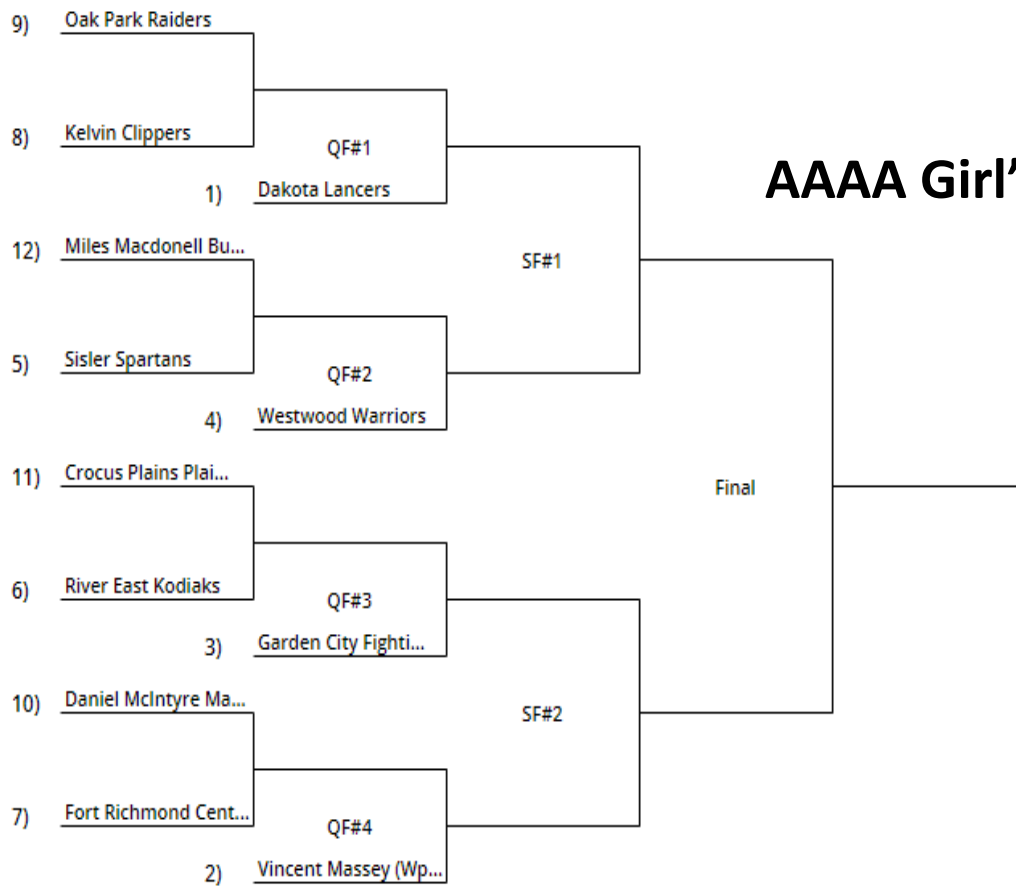 9) Oak Park Raiders
8) Kelvin Clippers
QF#1
1) Dakota Lancers
AAAA Girl’
12) Miles Macdonell Bu...
SF#1
5) Sisler Spartans
QF#2
4) Westwood Warriors
11) Crocus Plains Plai...
Final
6) River East Kodiaks
QF#3
3) Garden City Fighti...
10) Daniel McIntyre Ma...
SF#2
7) Fort Richmond Cent...
QF#4
2) Vincent Massey (Wp...